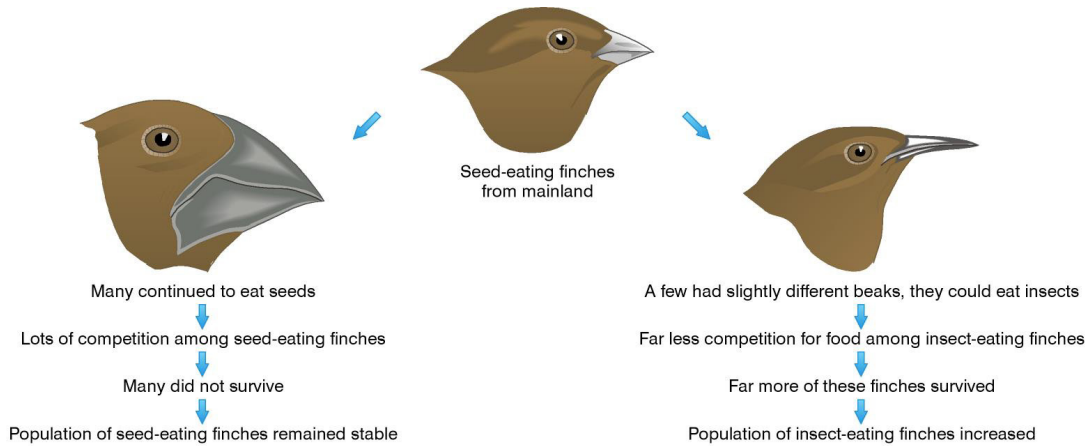 Seed-eating finches
from mainland
Many continued to eat seeds
Lots of competition among seed-eating finches
Many did not survive
Population of seed-eating finches remained stable
A few had slightly different beaks, they could eat insects
Far less competition for food among insect-eating finches
Far more of these finches survived
Population of insect-eating finches increased